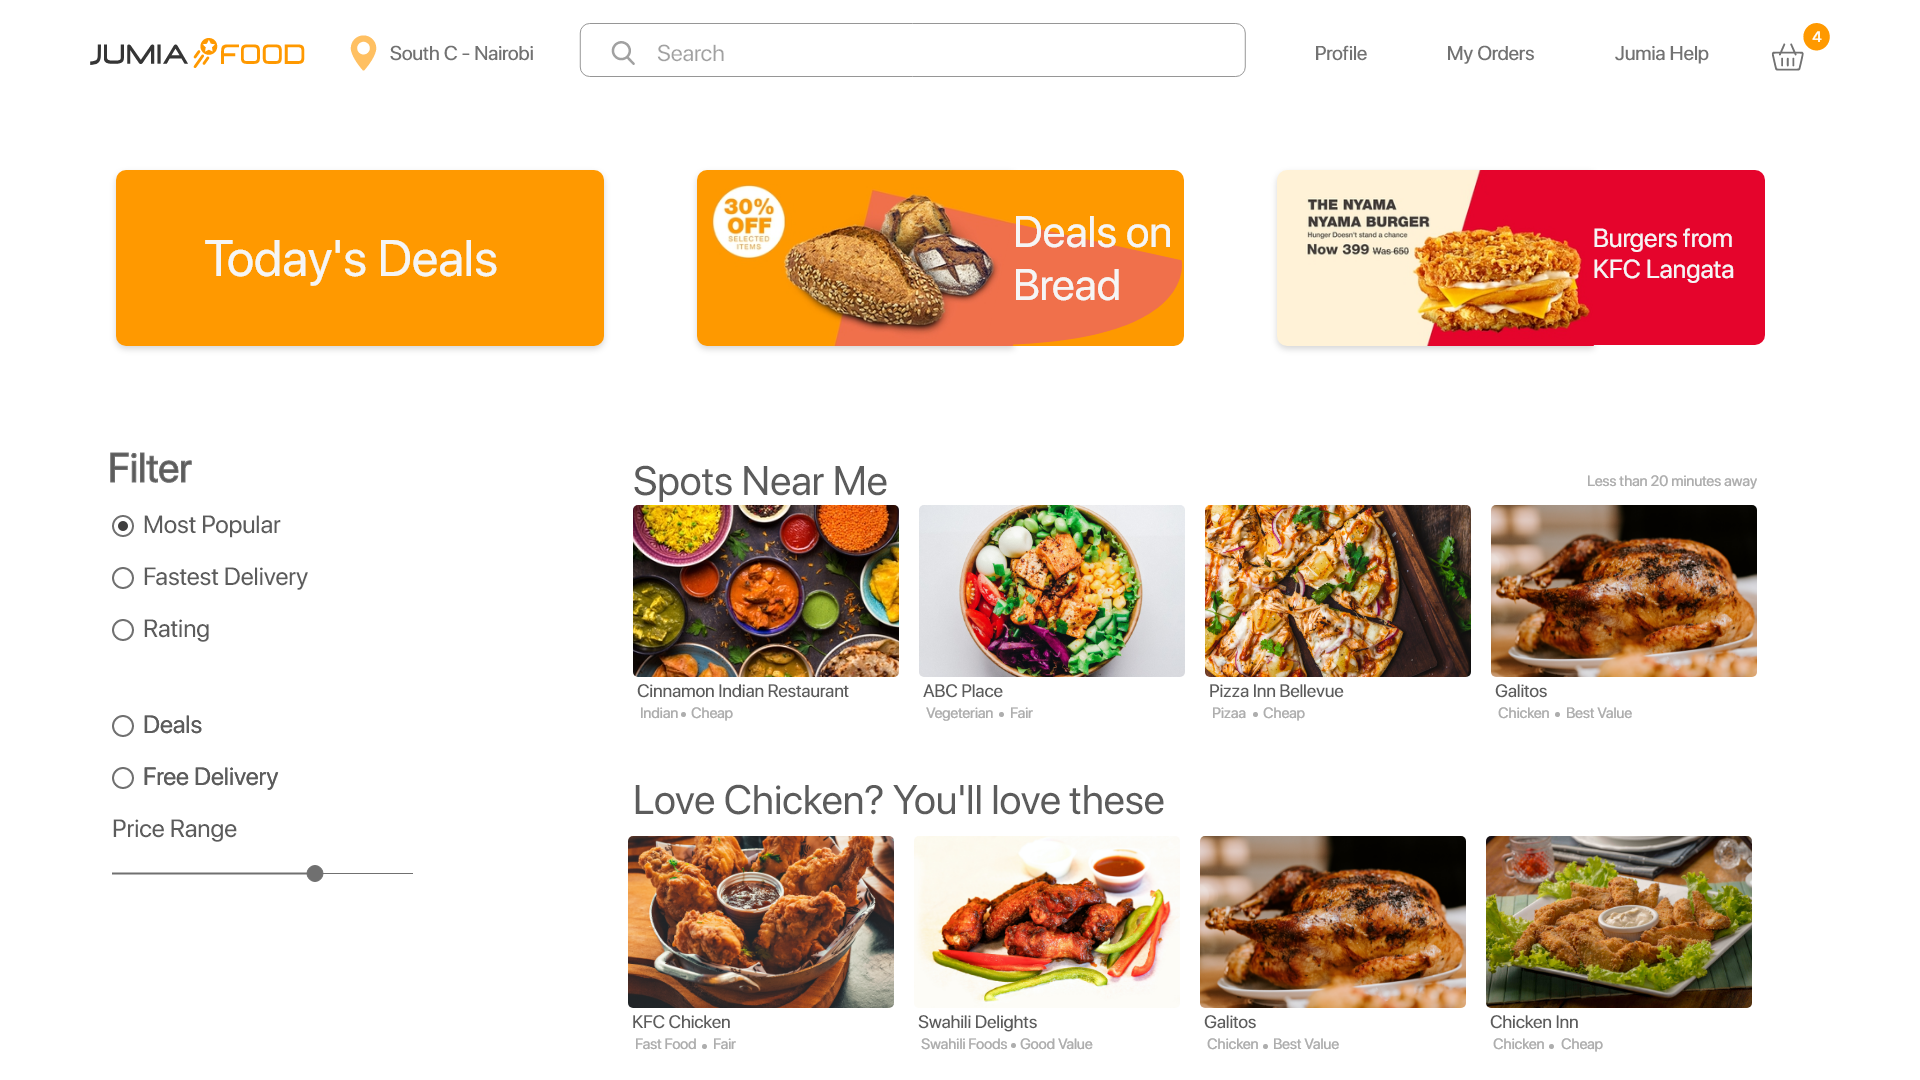 JUMIA FOOD
South C - Nairobi
Search
Profile
My Orders
Jumia Help
4
Today's Deals
30%
OFF
SELECTED
ITEMS
Deals on
Bread
THE NYAMA
NYAMA BURGER
Hunger Doesn't stand a chance
Now 399 Was 650
Burgers from
KFC Langata
Filter
Most Popular
Fastest Delivery
Rating
Deals
Free Delivery
Price Range
Spots Near Me
Less than 20 minutes away
Cinnamon Indian Restaurant
Indian • Cheap
ABC Place
Vegeterian • Fair
Pizza Inn Bellevue
Pizaa • Cheap
Galitos
Chicken • Best Value
Love Chicken? You'll love these
KFC Chicken
Fast Food • Fair
Swahili Delights
Swahili Foods • Good Value
Galitos
Chicken • Best Value
Chicken Inn
Chicken • Cheap